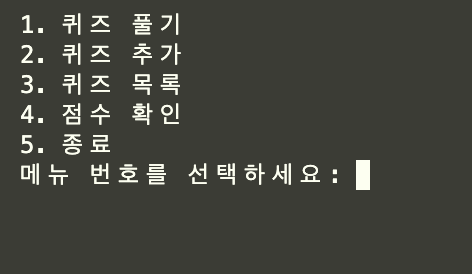 1. 퀴즈 풀기
2. 퀴즈 추가
3. 퀴즈 목록
4. 점수 확인
5. 종료
메뉴 번호를 선택하세요: